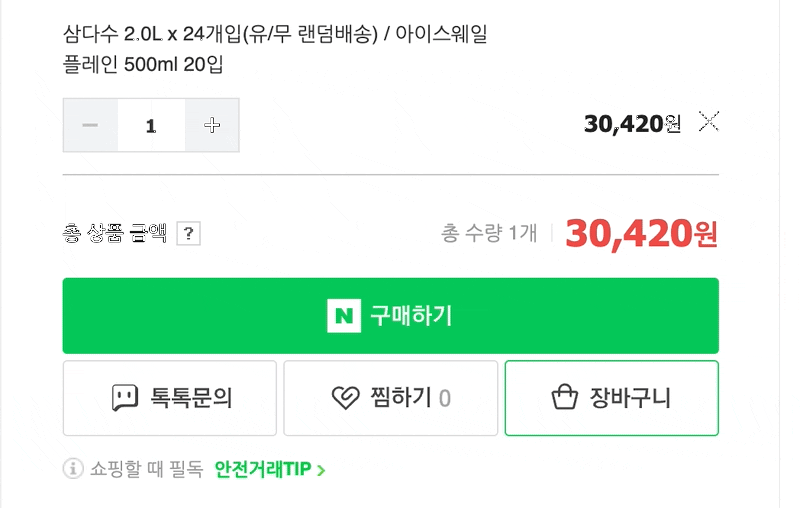 삼다수 2.0L x 24개입(유/무 랜덤배송) / 아이스웨일
플레인 500ml 20입
1
30,420원
총 상품 금액 ?
총 수량 1개
30,420원
N 구매하기
톡톡문의
찜하기 0
장바구니
쇼핑할 때 필독 안전거래TIP